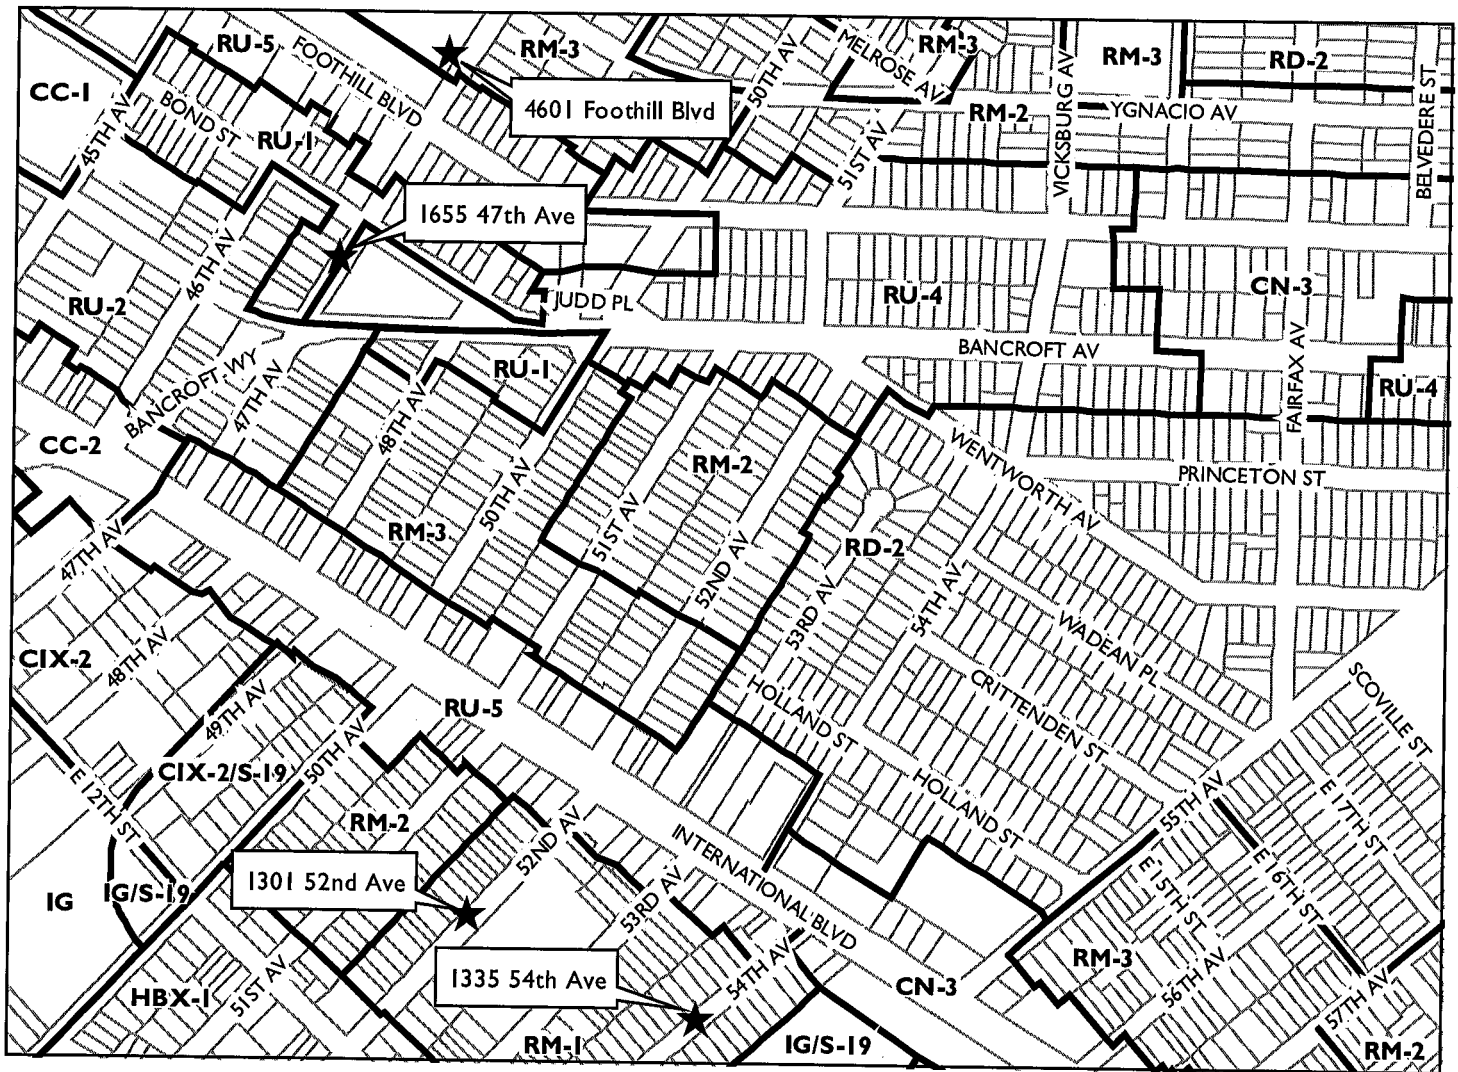 RU-5
FOOTHILL BLVD
RM-3
50TH AV
MELROSE AV
RM-3
VICKSBURG AV
RM-3
RD-2
BELVEDERE ST
CC-1
45TH AV
BOND ST
RU-1
4601 Foothill Blvd
51ST AV
RM-2
YGNACIO AV
1655 47th Ave
46TH AV
RU-2
JUDD PL
RU-4
CN-3
FAIRFAX AV
BANCROFT AV
RU-4
BANCROFT WY
47TH AV
48TH AV
RU-1
CC-2
RM-2
WENTWORTH AV
PRINCETON ST
50TH AV
51ST AV
52ND AV
RM-3
RD-2
47TH AV
53RD AV
54TH AV
WADEAN PL
CIX-2
48TH AV
49TH AV
RU-5
HOLLAND ST
CRITTENDEN ST
SCOVILLE ST
CIX-2/S-19
50TH AV
E 12TH ST
HOLLAND ST
55TH AV
E 17TH ST
RM-2
52ND AV
INTERNATIONAL BLVD
E 16TH ST
E 15TH ST
1301 52nd Ave
IG
IG/S-19
53RD AV
1335 54th Ave
54TH AV
CN-3
RM-3
56TH AV
57TH AV
HBX-1
51ST AV
RM-1
IG/S-19
RM-2